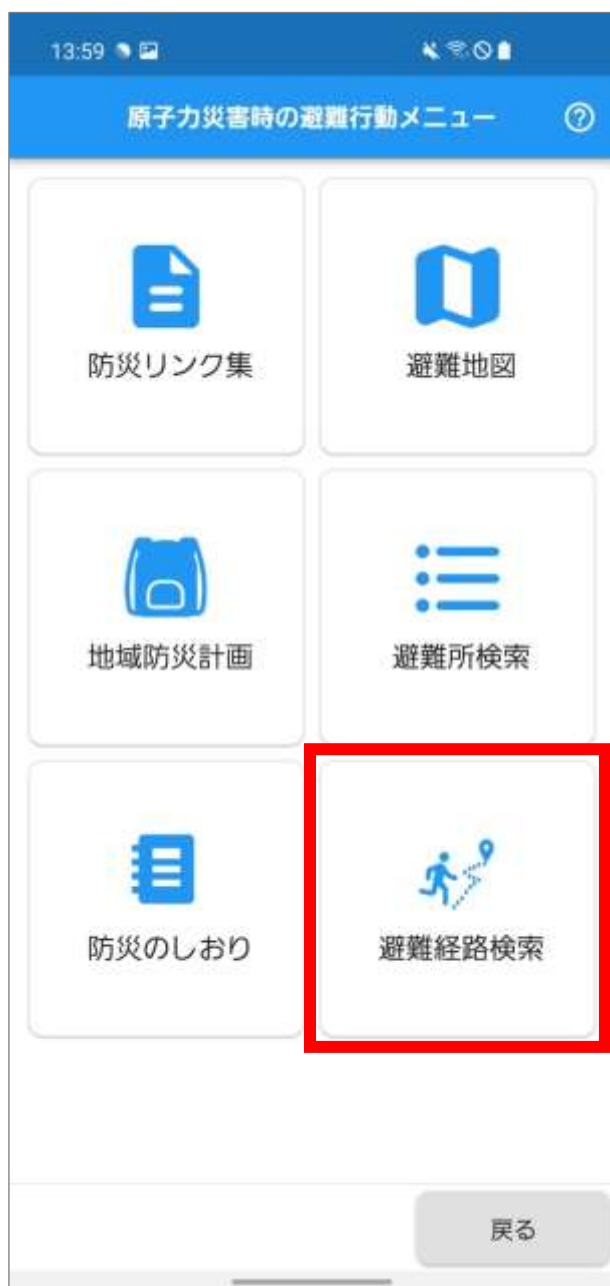 13:59
原子力災害時の避難行動メニュー
防災リンク集
避難地図
地域防災計画
避難所検索
防災のしおり
避難経路検索
戻る